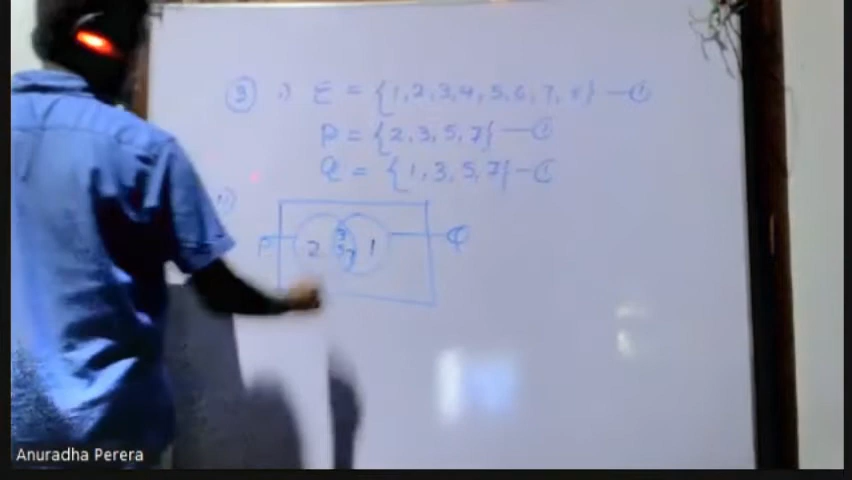 ③ i) Ɛ = {1, 2, 3, 4, 5, 6, 7, 8} —①
P = {2, 3, 5, 7} —①
Q = {1, 3, 5, 7} —①
ii)
P 2 3 5 7 1 Q
Anuradha Perera